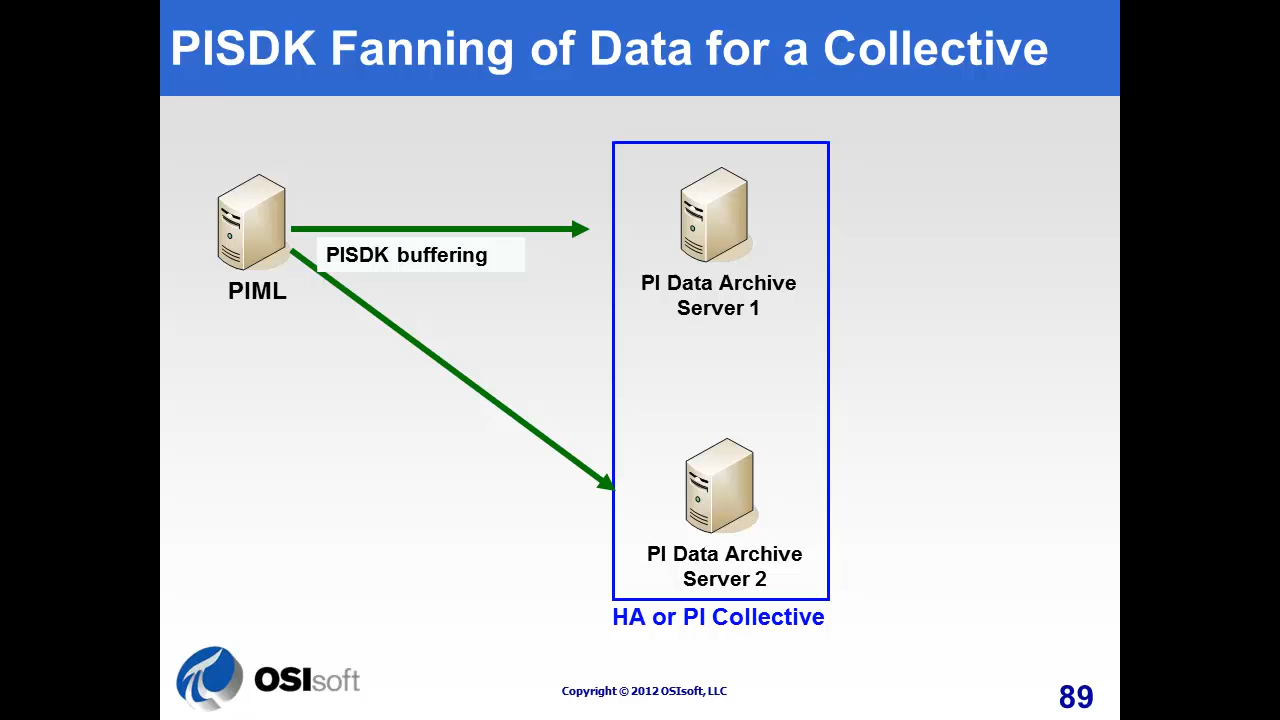 PISDK Fanning of Data for a Collective
PISDK buffering
PIML
PI Data Archive
Server 1
PI Data Archive
Server 2
HA or PI Collective
OSIsoft
Copyright © 2012 OSIsoft, LLC
89